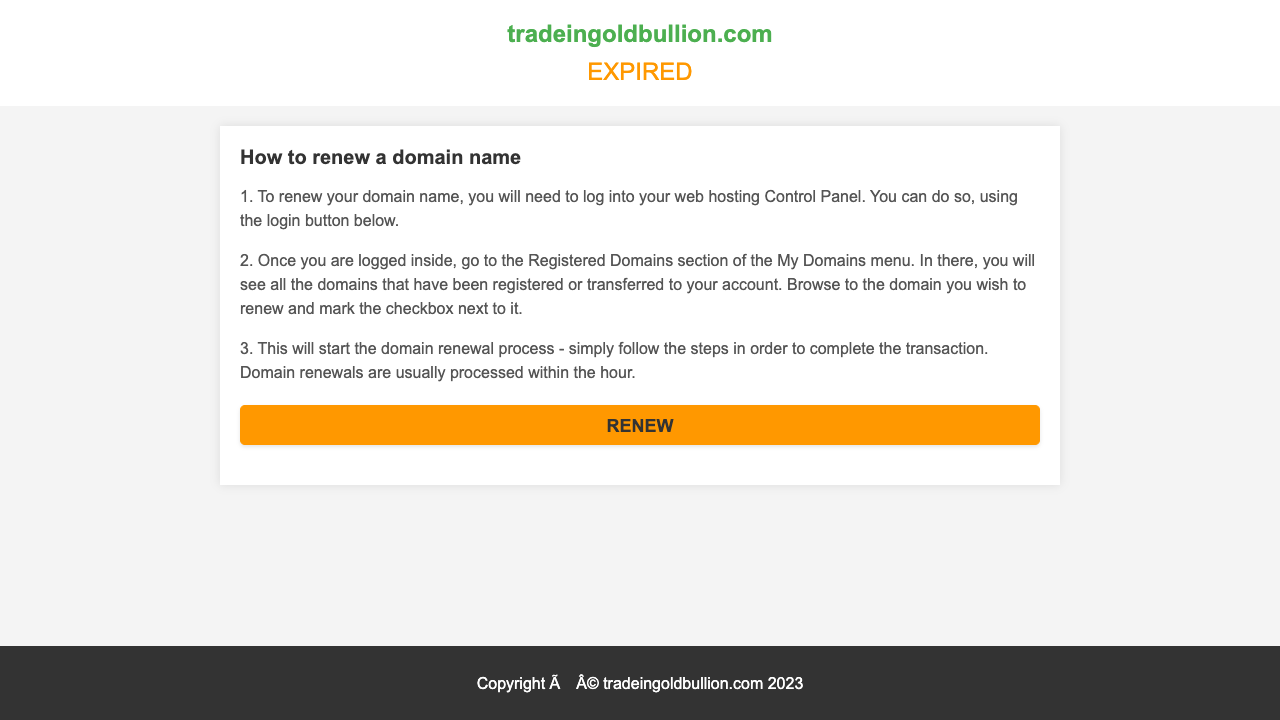 tradeingoldbullion.com
EXPIRED
How to renew a domain name
1. To renew your domain name, you will need to log into your web hosting Control Panel. You can do so, using
the login button below.
2. Once you are logged inside, go to the Registered Domains section of the My Domains menu. In there, you will
see all the domains that have been registered or transferred to your account. Browse to the domain you wish to
renew and mark the checkbox next to it.
3. This will start the domain renewal process - simply follow the steps in order to complete the transaction.
Domain renewals are usually processed within the hour.
RENEW
Copyright Ã Â© tradeingoldbullion.com 2023